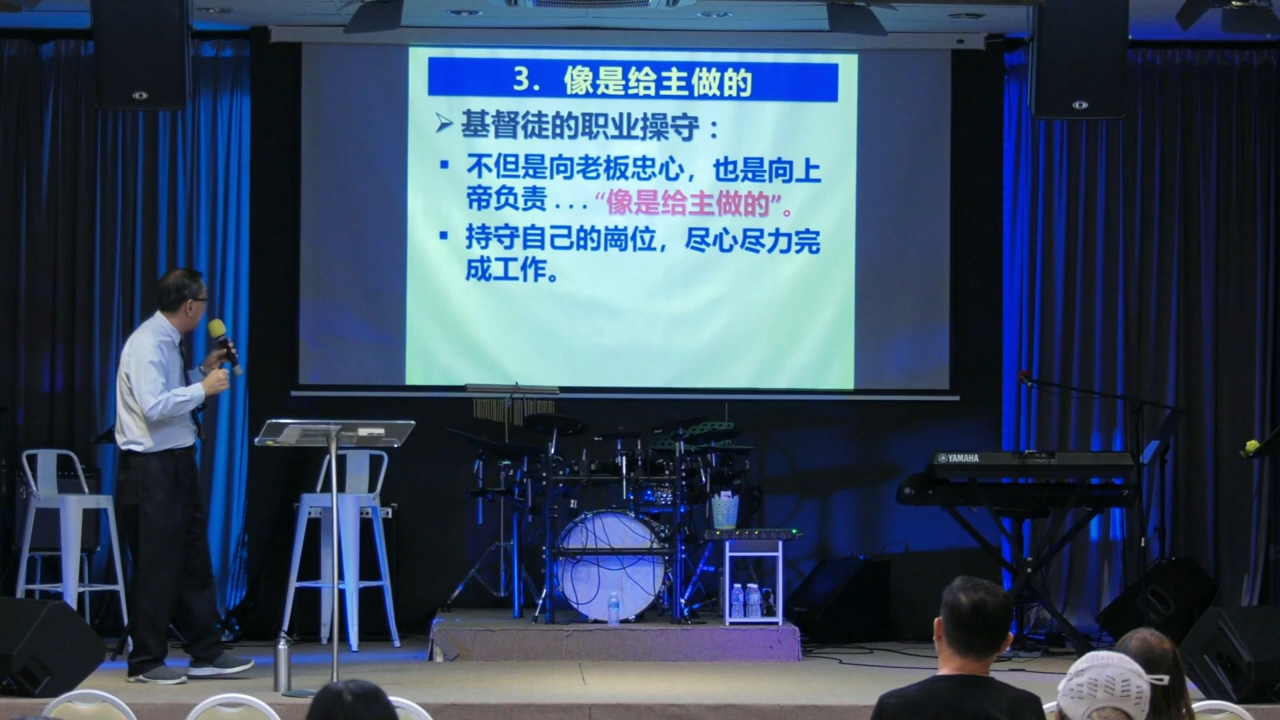 3. 像是给主做的
基督徒的职业操守：
不但是向老板忠心，也是向上
帝负责...“像是给主做的”。
持守自己的岗位，尽心尽力完
成工作。
YAMAHA